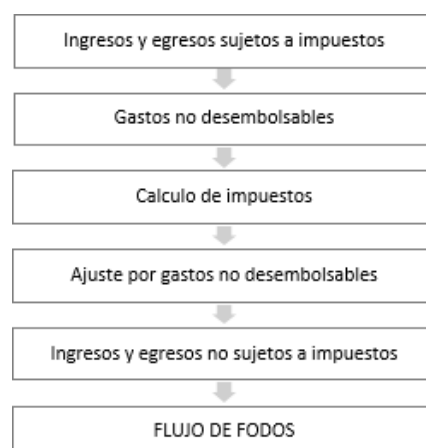 Ingresos y egresos sujetos a impuestos
Gastos no desembolsables
Calculo de impuestos
Ajuste por gastos no desembolsables
Ingresos y egresos no sujetos a impuestos
FLUJO DE FODOS